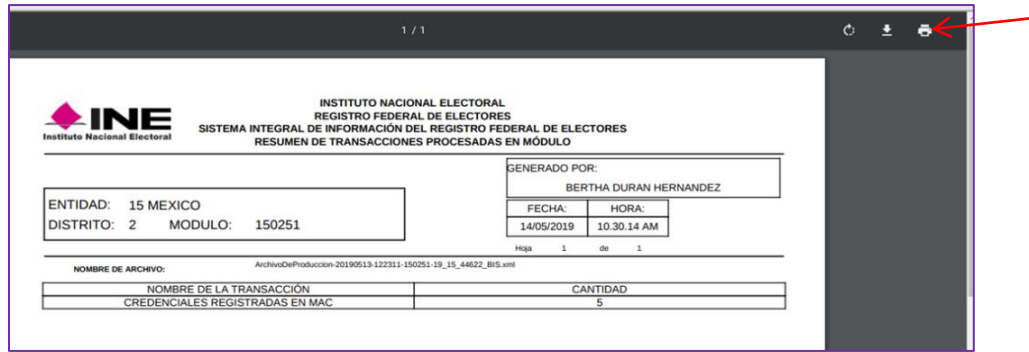 1 / 1
INE
Instituto Nacional Electoral
INSTITUTO NACIONAL ELECTORAL
REGISTRO FEDERAL DE ELECTORES
SISTEMA INTEGRAL DE INFORMACIÓN DEL REGISTRO FEDERAL DE ELECTORES
RESUMEN DE TRANSACCIONES PROCESADAS EN MÓDULO
GENERADO POR:
BERTHA DURAN HERNANDEZ
ENTIDAD: 15 MEXICO
DISTRITO: 2 MODULO: 150251
FECHA: HORA:
14/05/2019 10.30.14 AM
Hoja 1 de 1
NOMBRE DE ARCHIVO: ArchivoDeProduccion-20190513-122311-150251-19_15_44622_BIS.xml
NOMBRE DE LA TRANSACCIÓN CANTIDAD
CREDENCIALES REGISTRADAS EN MAC 5